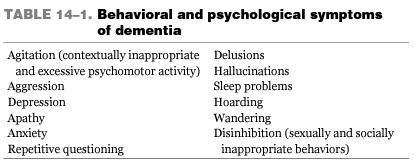 TABLE 14–1. Behavioral and psychological symptoms
of dementia
Agitation (contextually inappropriate
and excessive psychomotor activity)
Aggression
Depression
Apathy
Anxiety
Repetitive questioning
Delusions
Hallucinations
Sleep problems
Hoarding
Wandering
Disinhibition (sexually and socially
inappropriate behaviors)